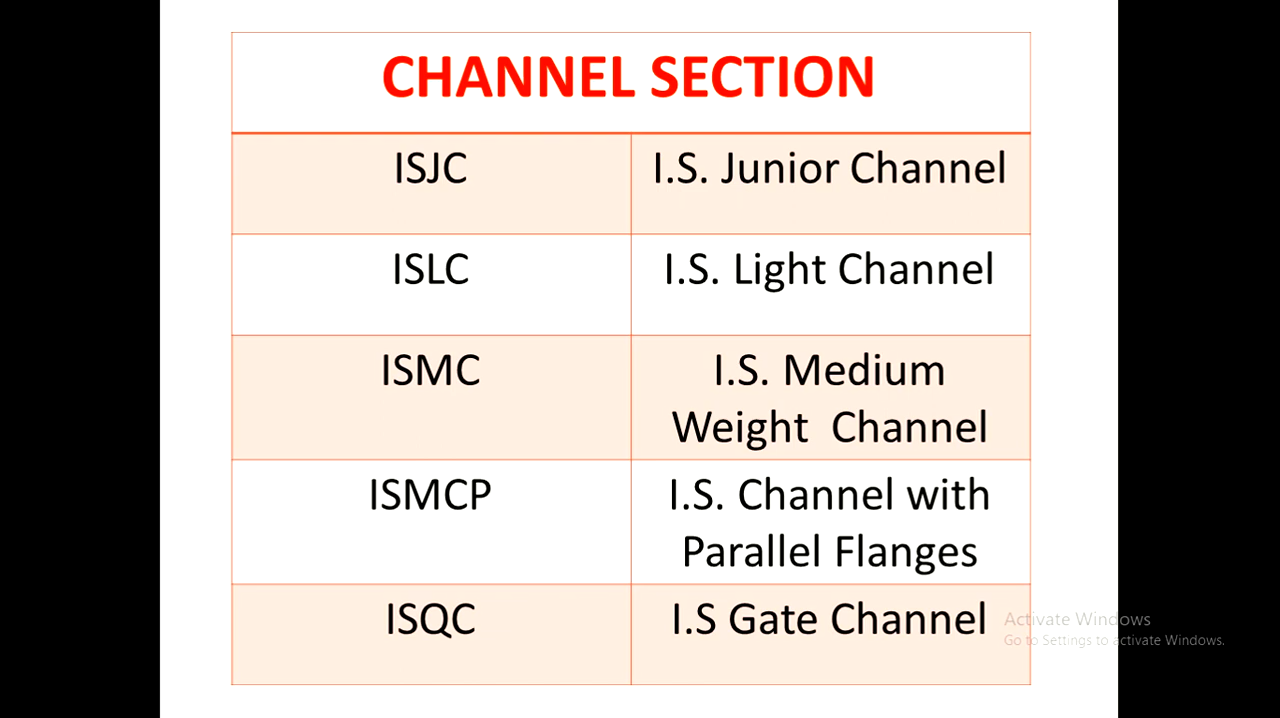 CHANNEL SECTION
ISJC
I.S. Junior Channel
ISLC
I.S. Light Channel
ISMC
I.S. Medium
Weight  Channel
ISMCP
I.S. Channel with
Parallel Flanges
ISQC
I.S Gate Channel
Activate Windows
Go to Settings to activate Windows.